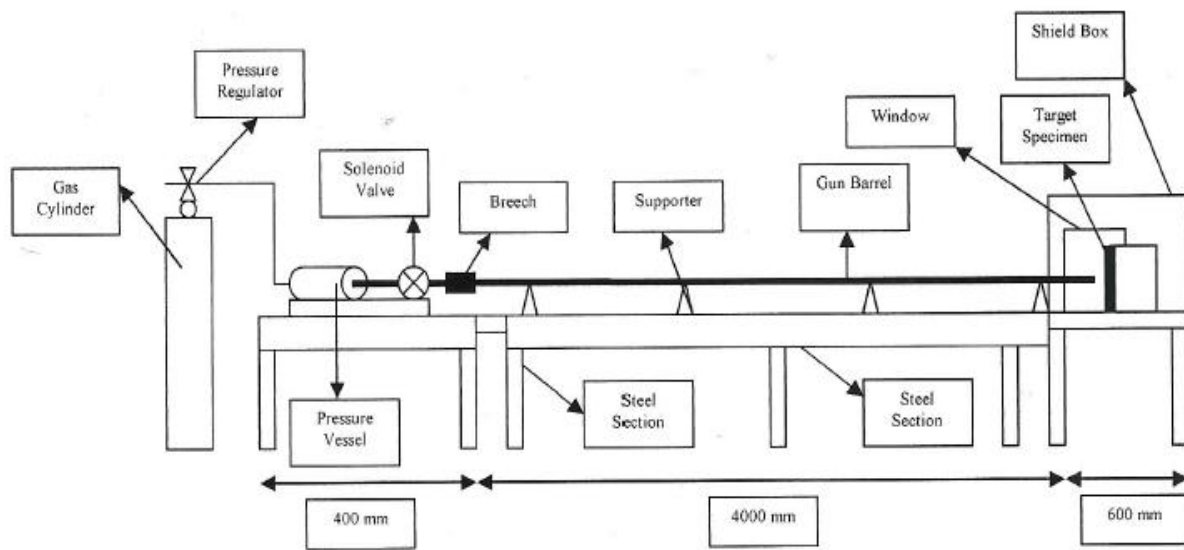 Shield Box
Pressure
Regulator
Window
Target
Specimen
Solenoid
Valve
Gas
Cylinder
Breech
Supporter
Gun Barrel
Pressure
Vessel
Steel
Section
Steel
Section
400 mm
4000 mm
600 mm